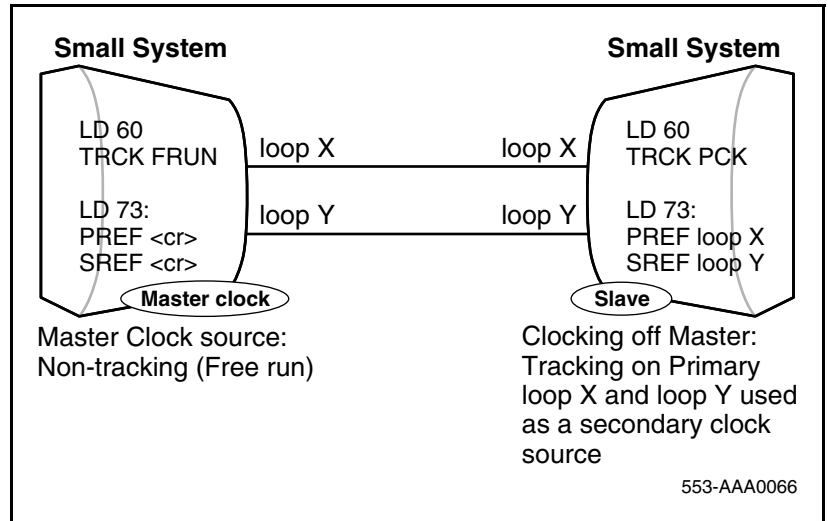 Small System
LD 60
TRCK FRUN
LD 73:
PREF <cr>
SREF <cr>
Master clock
Master Clock source:
Non-tracking (Free run)
loop X
loop X
loop Y
loop Y
Small System
LD 60
TRCK PCK
LD 73:
PREF loop X
SREF loop Y
Slave
Clocking off Master:
Tracking on Primary
loop X and loop Y used
as a secondary clock
source
553-AAA0066